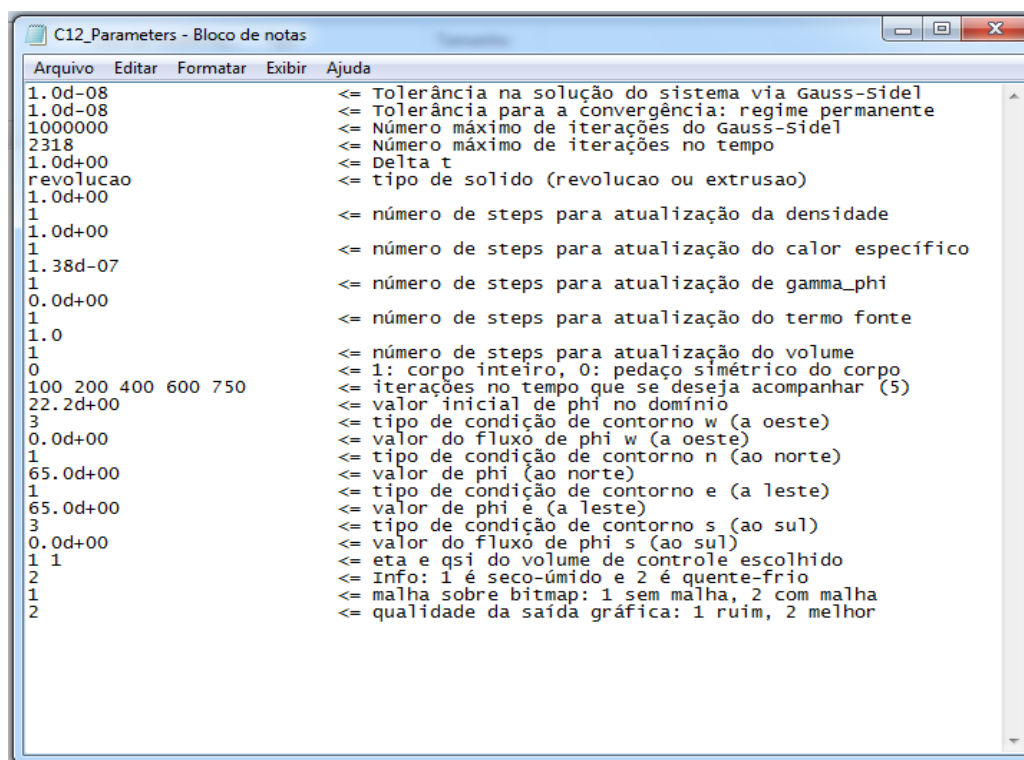 C12_Parameters - Bloco de notas
Arquivo Editar Formatar Exibir Ajuda
1.0d-08 <= Tolerância na solução do sistema via Gauss-Sidel
1.0d-08 <= Tolerância para a convergência: regime permanente
1000000 <= Número máximo de iterações do Gauss-Sidel
2318 <= Número máximo de iterações no tempo
1.0d+00 <= Delta t
revolucao <= tipo de solido (revolucao ou extrusao)
1.0d+00
1 <= número de steps para atualização da densidade
1.0d+00
1 <= número de steps para atualização do calor específico
1.38d-07
1 <= número de steps para atualização de gamma_phi
0.0d+00
1 <= número de steps para atualização do termo fonte
1.0
1 <= número de steps para atualização do volume
0 <= 1: corpo inteiro, 0: pedaço simétrico do corpo
100 200 400 600 750 <= iterações no tempo que se deseja acompanhar (5)
22.2d+00 <= valor inicial de phi no domínio
3 <= tipo de condição de contorno w (a oeste)
0.0d+00 <= valor do fluxo de phi w (a oeste)
1 <= tipo de condição de contorno n (ao norte)
65.0d+00 <= valor de phi (ao norte)
1 <= tipo de condição de contorno e (a leste)
65.0d+00 <= valor de phi e (a leste)
3 <= tipo de condição de contorno s (ao sul)
0.0d+00 <= valor do fluxo de phi s (ao sul)
1 1 <= eta e qsi do volume de controle escolhido
2 <= Info: 1 é seco-úmido e 2 é quente-frio
1 <= malha sobre bitmap: 1 sem malha, 2 com malha
2 <= qualidade da saída gráfica: 1 ruim, 2 melhor